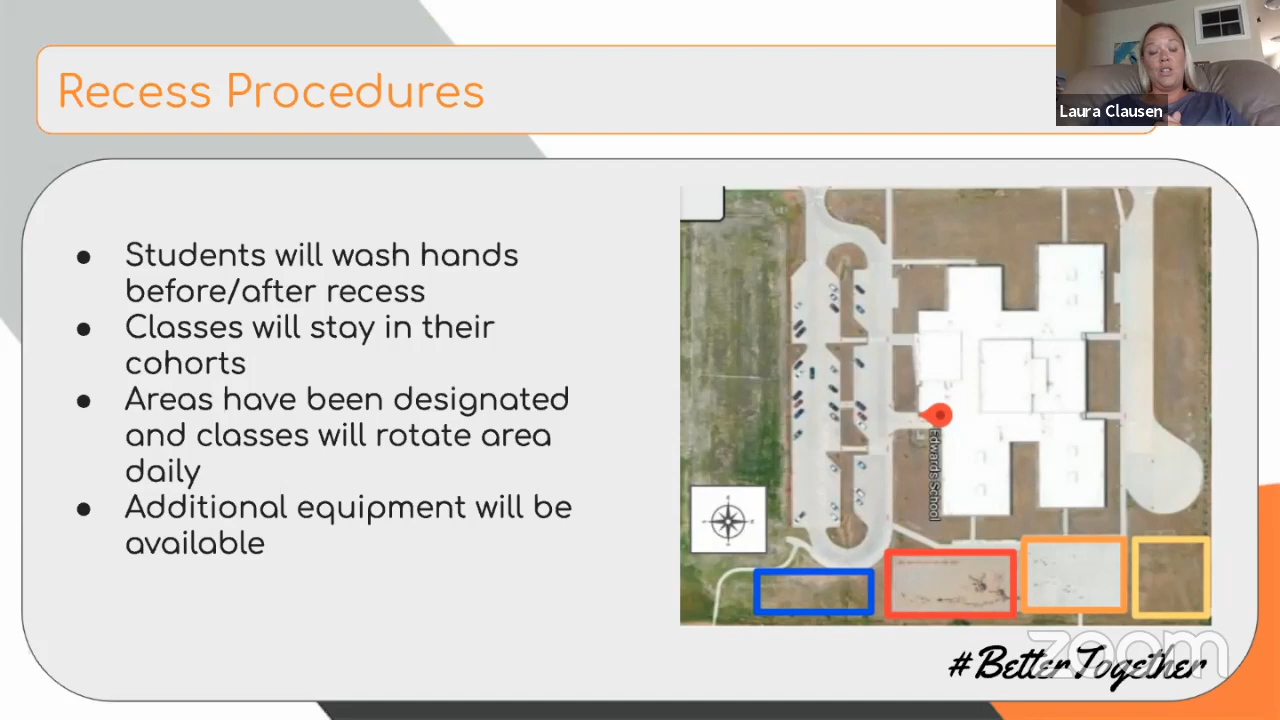 Recess Procedures
Laura Clausen
● Students will wash hands
before/after recess
● Classes will stay in their
cohorts
● Areas have been designated
and classes will rotate area
daily
● Additional equipment will be
available
Edwards School
#BetterTogether
zoom